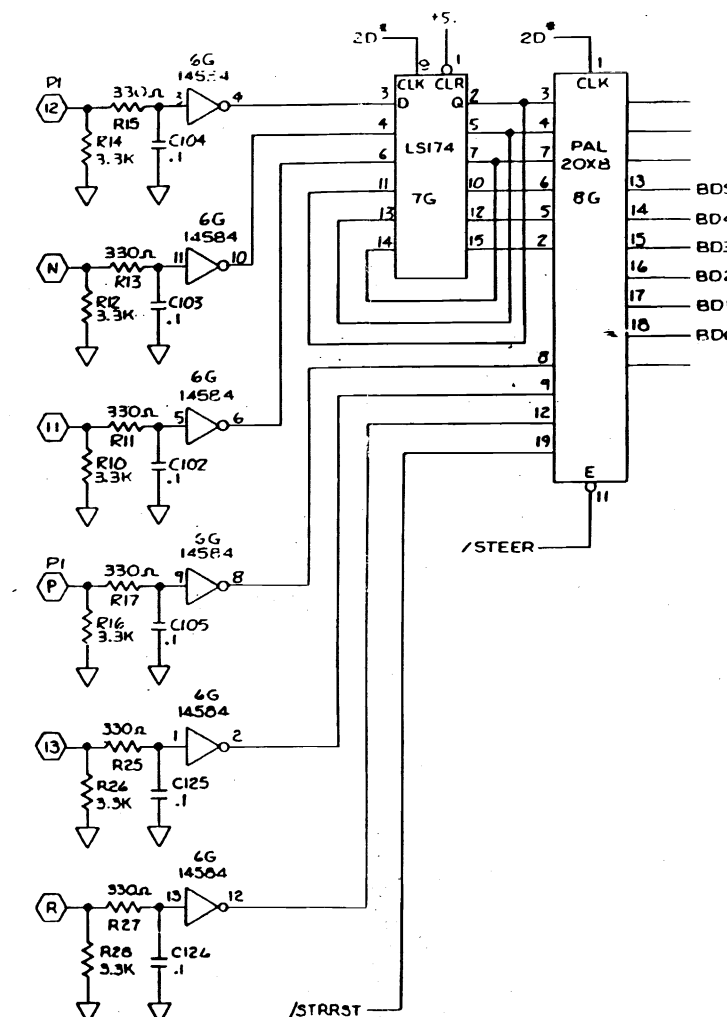 +5.
2D*
9
1
2D*
1
6G
14584
P1
12
330Ω
R15
3
4
R14
3.3K
C104
.1
CLK
CLR
3
D
Q
2
4
5
6
7
LS174
11
10
7G
13
12
14
15
CLK
3
4
7
PAL
20X8
6
8G
5
2
13
BD5
14
BD4
15
BD3
16
BD2
17
18
8
9
12
19
E
11
/STEER
6G
14584
N
330Ω
R13
11
10
R12
3.3K
C103
.1
6G
14584
11
330Ω
R11
5
6
R10
3.3K
C102
.1
6G
14584
P1
P
330Ω
R17
9
8
R16
3.3K
C105
.1
6G
14584
13
330Ω
R25
1
2
R26
3.3K
C125
.1
6G
14584
R
330Ω
R27
13
12
R28
3.3K
C126
.1
/STRRST